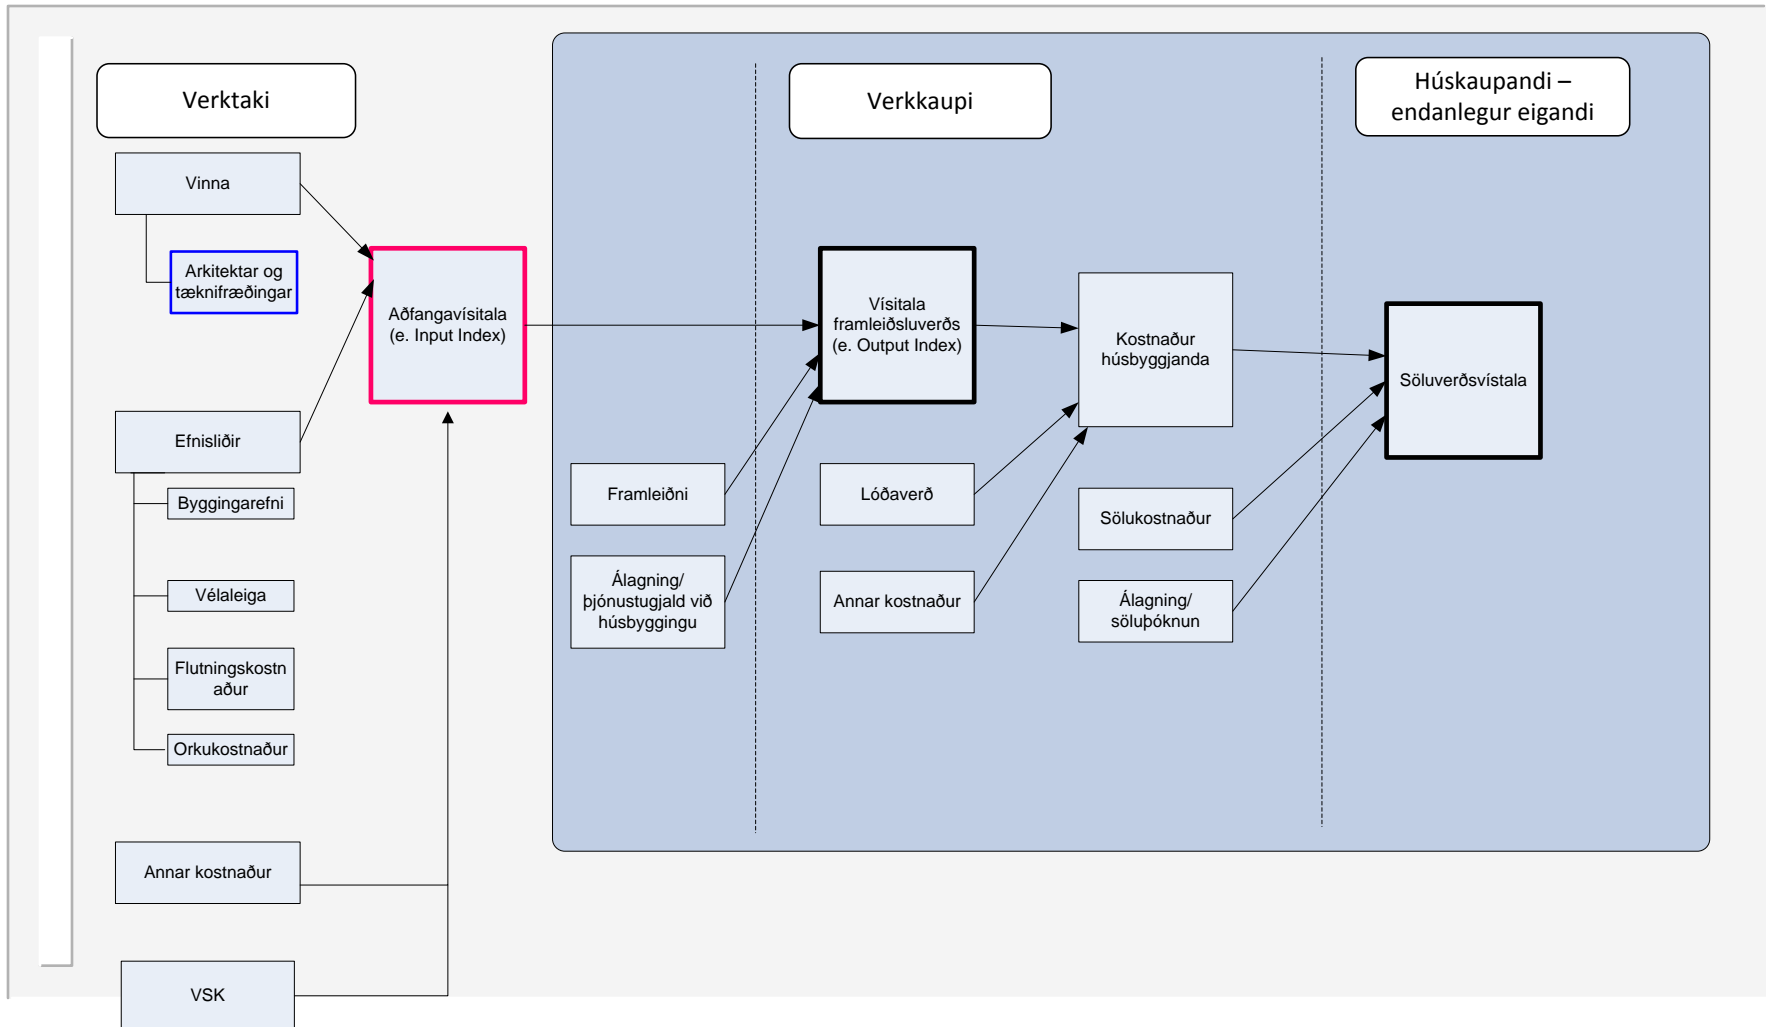 Verktaki
Verkkaupi
Húskaupandi –
endanlegur eigandi
Vinna
Arkitektar og
tæknifræðingar
Aðfangavísitala
(e. Input Index)
Vísitala
framleiðsluverðs
(e. Output Index)
Kostnaður
húsbyggjanda
Söluverðsvístala
Efnisliðir
Byggingarefni
Vélaleiga
Flutningskostn
aður
Orkukostnaður
Framleiðni
Álagning/
þjónustugjald við
húsbyggingu
Lóðaverð
Annar kostnaður
Sölukostnaður
Álagning/
söluþóknun
Annar kostnaður
VSK